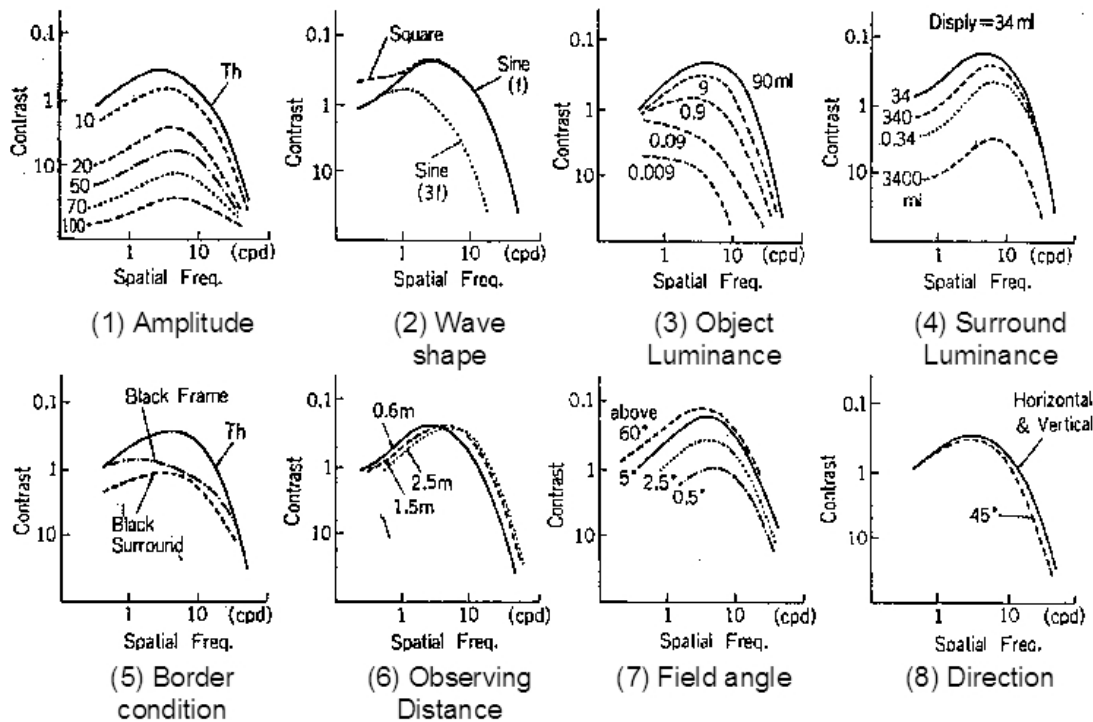 0.1
1
10
Contrast
Th
10
20
50
70
100
1
10
(cpd)
Spatial Freq.
(1) Amplitude
0.1
1
10
Contrast
Square
Sine
(f)
Sine
(3f)
1
10
(cpd)
Spatial Freq.
(2) Wave
shape
0.1
1
10
Contrast
90ml
9
0.9
0.09
0.009
1
10
(cpd)
Spatial Freq.
(3) Object
Luminance
Disply=34ml
0.1
1
10
Contrast
34
340
0.34
3400
ml
1
10
(cpd)
Spatial Freq.
(4) Surround
Luminance
0.1
1
10
Contrast
Black Frame
Th
Black
Surround
1
10
(cpd)
Spatial Freq.
(5) Border
condition
0.1
1
10
Contrast
0.6m
2.5m
1.5m
1
10
(cpd)
Spatial Freq.
(6) Observing
Distance
0.1
1
10
Contrast
above
60°
5°
2.5°
0.5°
1
10
(cpd)
Spatial Freq.
(7) Field angle
0.1
1
10
Contrast
Horizontal
& Vertical
45°
1
10
(cpd)
Spatial Freq.
(8) Direction